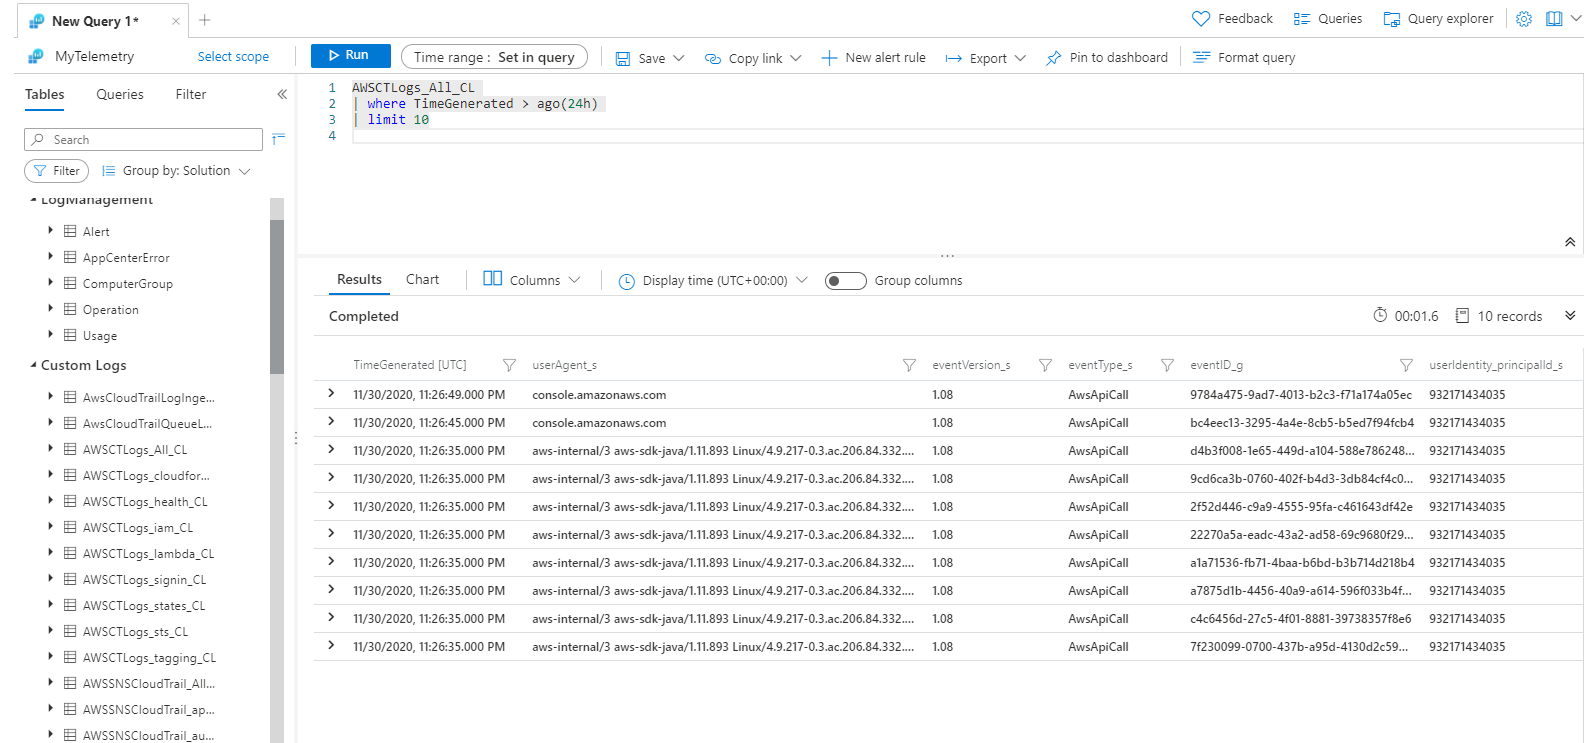 New Query 1*
Feedback
Queries
Query explorer
MyTelemetry
Select scope
Run
Time range : Set in query
Save
Copy link
New alert rule
Export
Pin to dashboard
Format query
Tables
Queries
Filter
Search
Filter
Group by: Solution
LogManagement
Alert
AppCenterError
ComputerGroup
Operation
Usage
Custom Logs
AwsCloudTrailLogInge...
AwsCloudTrailQueueL...
AWSCTLogs_All_CL
AWSCTLogs_cloudfor...
AWSCTLogs_health_CL
AWSCTLogs_iam_CL
AWSCTLogs_lambda_CL
AWSCTLogs_signin_CL
AWSCTLogs_states_CL
AWSCTLogs_sts_CL
AWSCTLogs_tagging_CL
AWSSNSCloudTrail_All...
AWSSNSCloudTrail_ap...
AWSSNSCloudTrail_au...
1 AWSCTLogs_All_CL
2 | where TimeGenerated > ago(24h)
3 | limit 10
4
Results
Chart
Columns
Display time (UTC+00:00)
Group columns
Completed
00:01.6
10 records
TimeGenerated [UTC] userAgent_s eventVersion_s eventType_s eventID_g userIdentity_principalId_s
11/30/2020, 11:26:49.000 PM console.amazonaws.com 1.08 AwsApiCall 9784a475-9ad7-4013-b2c3-f71a174a05ec 932171434035
11/30/2020, 11:26:45.000 PM console.amazonaws.com 1.08 AwsApiCall bc4eec13-3295-4a4e-8cb5-b5ed7f94fcb4 932171434035
11/30/2020, 11:26:35.000 PM aws-internal/3 aws-sdk-java/1.11.893 Linux/4.9.217-0.3.ac.206.84.332.... 1.08 AwsApiCall d4b3f008-1e65-449d-a104-588e786248... 932171434035
11/30/2020, 11:26:35.000 PM aws-internal/3 aws-sdk-java/1.11.893 Linux/4.9.217-0.3.ac.206.84.332.... 1.08 AwsApiCall 9cd6ca3b-0760-402f-b4d3-3db84cf4c0... 932171434035
11/30/2020, 11:26:35.000 PM aws-internal/3 aws-sdk-java/1.11.893 Linux/4.9.217-0.3.ac.206.84.332.... 1.08 AwsApiCall 2f52d446-c9a9-4555-95fa-c461643df42e 932171434035
11/30/2020, 11:26:35.000 PM aws-internal/3 aws-sdk-java/1.11.893 Linux/4.9.217-0.3.ac.206.84.332.... 1.08 AwsApiCall 22270a5a-eadc-43a2-ad58-69c9680f29... 932171434035
11/30/2020, 11:26:35.000 PM aws-internal/3 aws-sdk-java/1.11.893 Linux/4.9.217-0.3.ac.206.84.332.... 1.08 AwsApiCall a1a71536-fb71-4baa-b6bd-b3b714d218b4 932171434035
11/30/2020, 11:26:35.000 PM aws-internal/3 aws-sdk-java/1.11.893 Linux/4.9.217-0.3.ac.206.84.332.... 1.08 AwsApiCall a7875d1b-4456-40a9-a614-596f033b4f... 932171434035
11/30/2020, 11:26:35.000 PM aws-internal/3 aws-sdk-java/1.11.893 Linux/4.9.217-0.3.ac.206.84.332.... 1.08 AwsApiCall c4c6456d-27c5-4f01-8881-39738357f8e6 932171434035
11/30/2020, 11:26:35.000 PM aws-internal/3 aws-sdk-java/1.11.893 Linux/4.9.217-0.3.ac.206.84.332.... 1.08 AwsApiCall 7f230099-0700-437b-a95d-4130d2c59... 932171434035